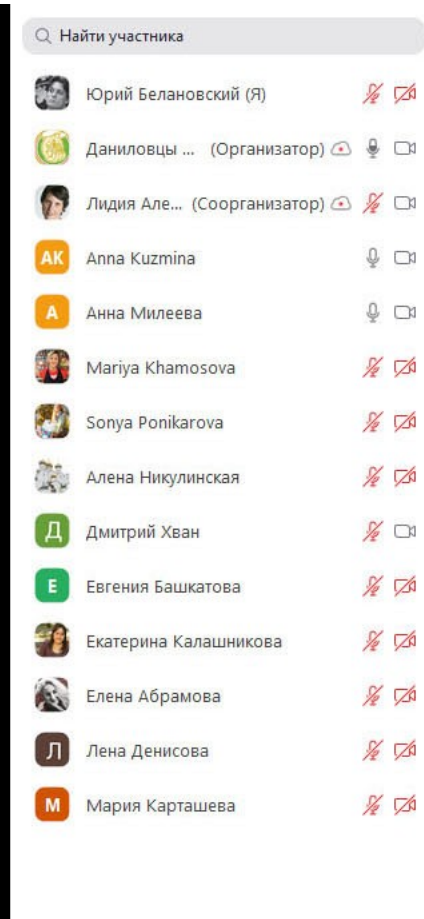 Найти участника
Юрий Белановский (Я)
Даниловцы ... (Организатор)
Лидия Але... (Соорганизатор)
AK Anna Kuzmina
А Анна Милеева
Mariya Khamosova
Sonya Ponikarova
Алена Никулинская
Д Дмитрий Хван
Е Евгения Башкатова
Екатерина Калашникова
Елена Абрамова
Л Лена Денисова
М Мария Карташева